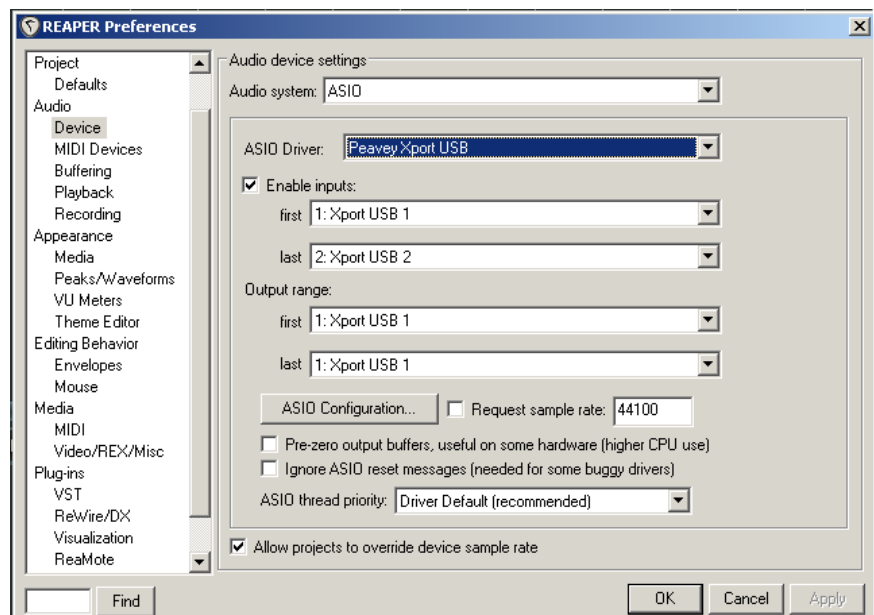 REAPER Preferences
Project
Defaults
Audio
Device
MIDI Devices
Buffering
Playback
Recording
Appearance
Media
Peaks/Waveforms
VU Meters
Theme Editor
Editing Behavior
Envelopes
Mouse
Media
MIDI
Video/REX/Misc
Plug-ins
VST
ReWire/DX
Visualization
ReaMote
Find
Audio device settings
Audio system: ASIO
ASIO Driver: Peavey Xport USB
Enable inputs:
first 1: Xport USB 1
last 2: Xport USB 2
Output range:
first 1: Xport USB 1
last 1: Xport USB 1
ASIO Configuration... Request sample rate: 44100
Pre-zero output buffers, useful on some hardware (higher CPU use)
Ignore ASIO reset messages (needed for some buggy drivers)
ASIO thread priority: Driver Default (recommended)
Allow projects to override device sample rate
OK Cancel Apply